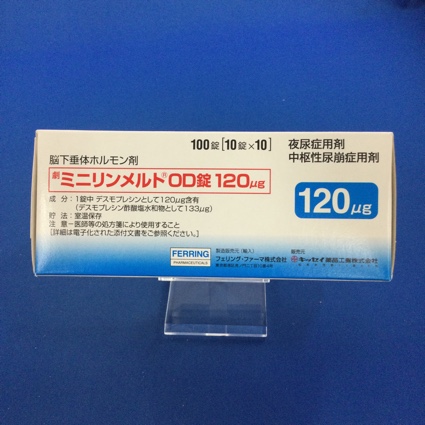 100錠[10錠×10]
夜尿症用剤
中枢性尿崩症用剤
脳下垂体ホルモン剤
劇 ミニリンメルト®OD錠120μg
120μg
成 分：1錠中 デスモプレシンとして120μg含有
(デスモプレシン酢酸塩水和物として133μg)
貯 法：室温保存
注 意－医師等の処方箋により使用すること
[詳細は電子化された添付文書をご参照ください。]
FERRING
PHARMACEUTICALS
製造販売元(輸入)
フェリング・ファーマ株式会社
販売元
キッセイ薬品工業株式会社